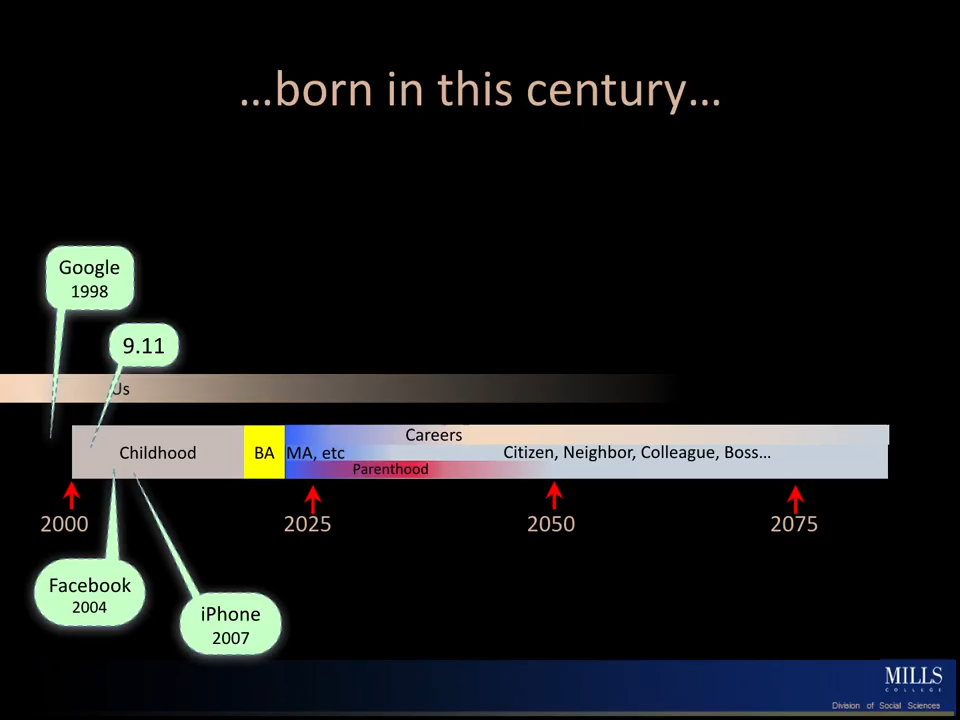 …born in this century…
Google
1998
9.11
Us
Careers
Childhood
BA
MA, etc
Citizen, Neighbor, Colleague, Boss…
Parenthood
2000
2025
2050
2075
Facebook
2004
iPhone
2007
MILLS
COLLEGE
Division of Social Sciences